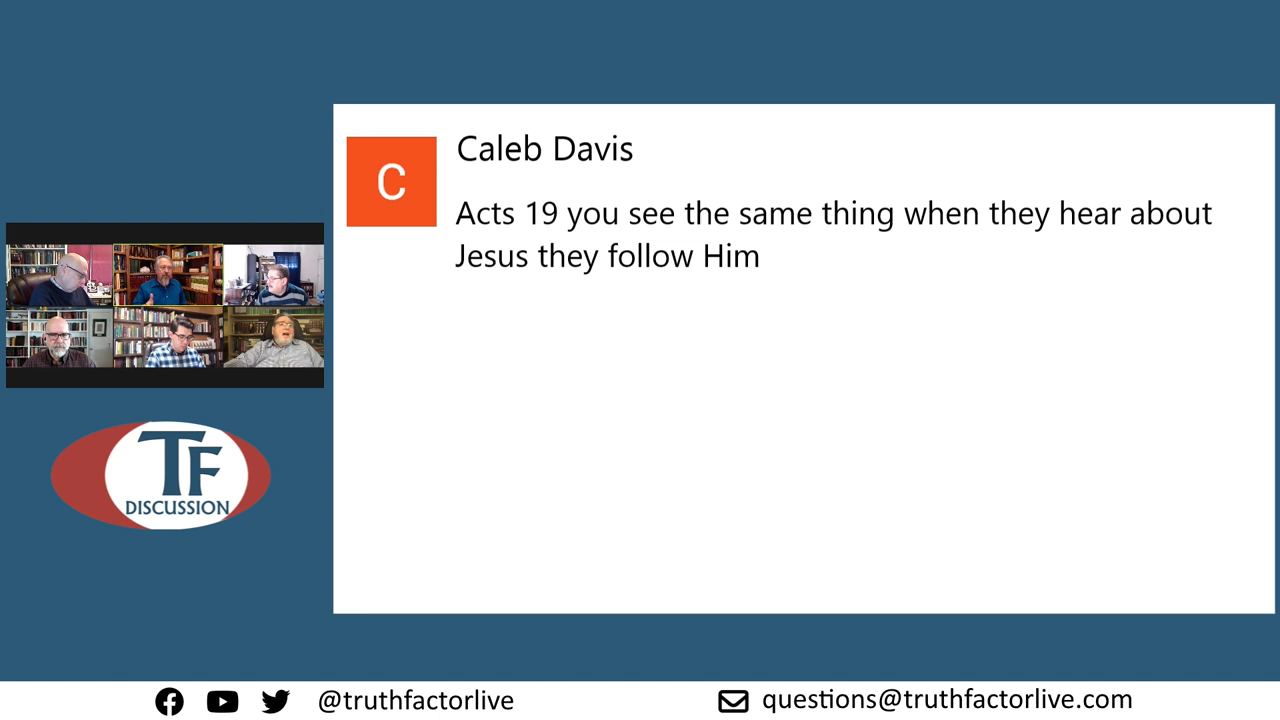 C
Caleb Davis
Acts 19 you see the same thing when they hear about
Jesus they follow Him
TF
DISCUSSION
@truthfactorlive
questions@truthfactorlive.com